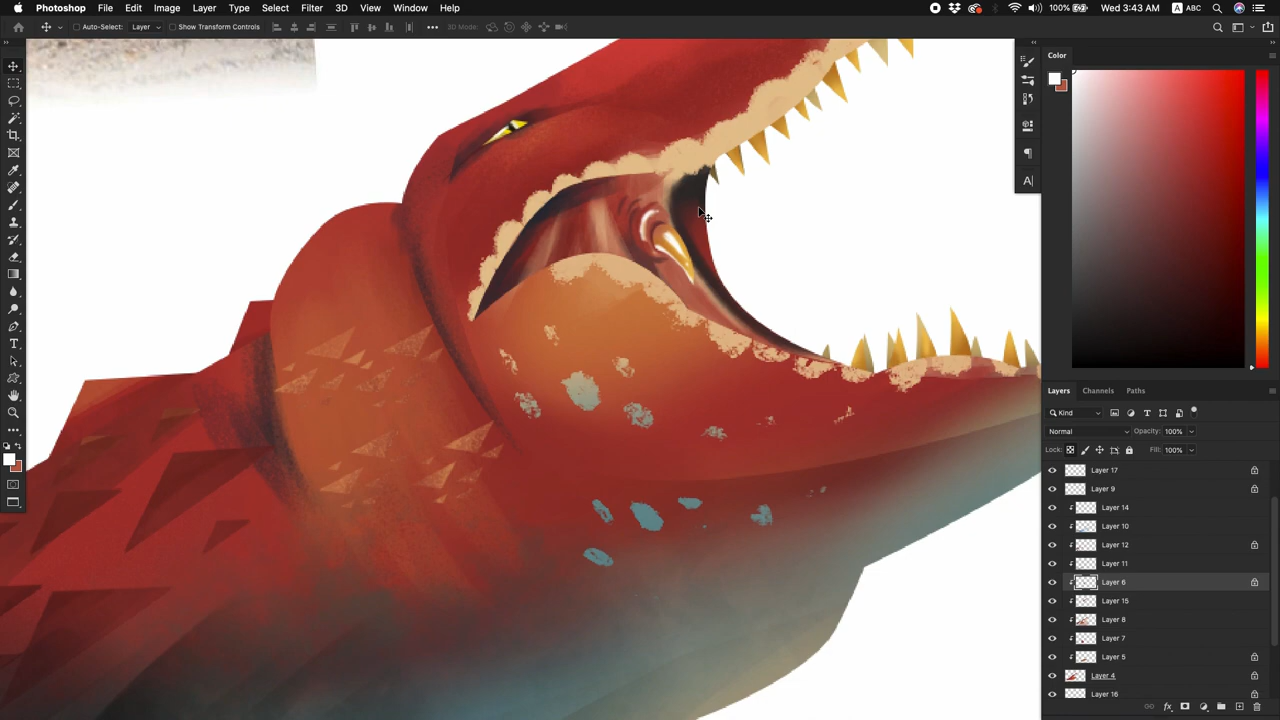 Photoshop File Edit Image Layer Type Select Filter 3D View Window Help 100% Wed 3:43 AM A ABC
Auto-Select: Layer Show Transform Controls 3D Mode:
Color
Layers Channels Paths
Kind
Normal Opacity: 100%
Lock: Fill: 100%
Layer 17
Layer 9
Layer 14
Layer 10
Layer 12
Layer 11
Layer 6
Layer 15
Layer 8
Layer 7
Layer 5
Layer 4
Layer 16